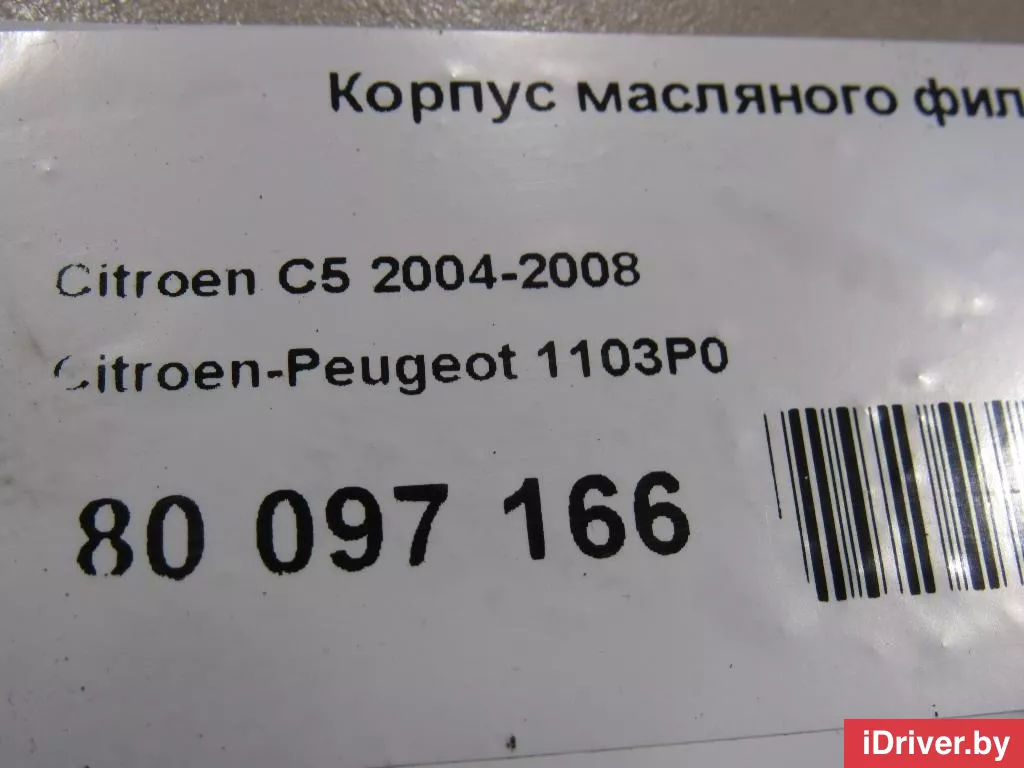 Корпус масляного фил
Citroen C5 2004-2008
Citroen-Peugeot 1103P0
80 097 166
iDriver.by